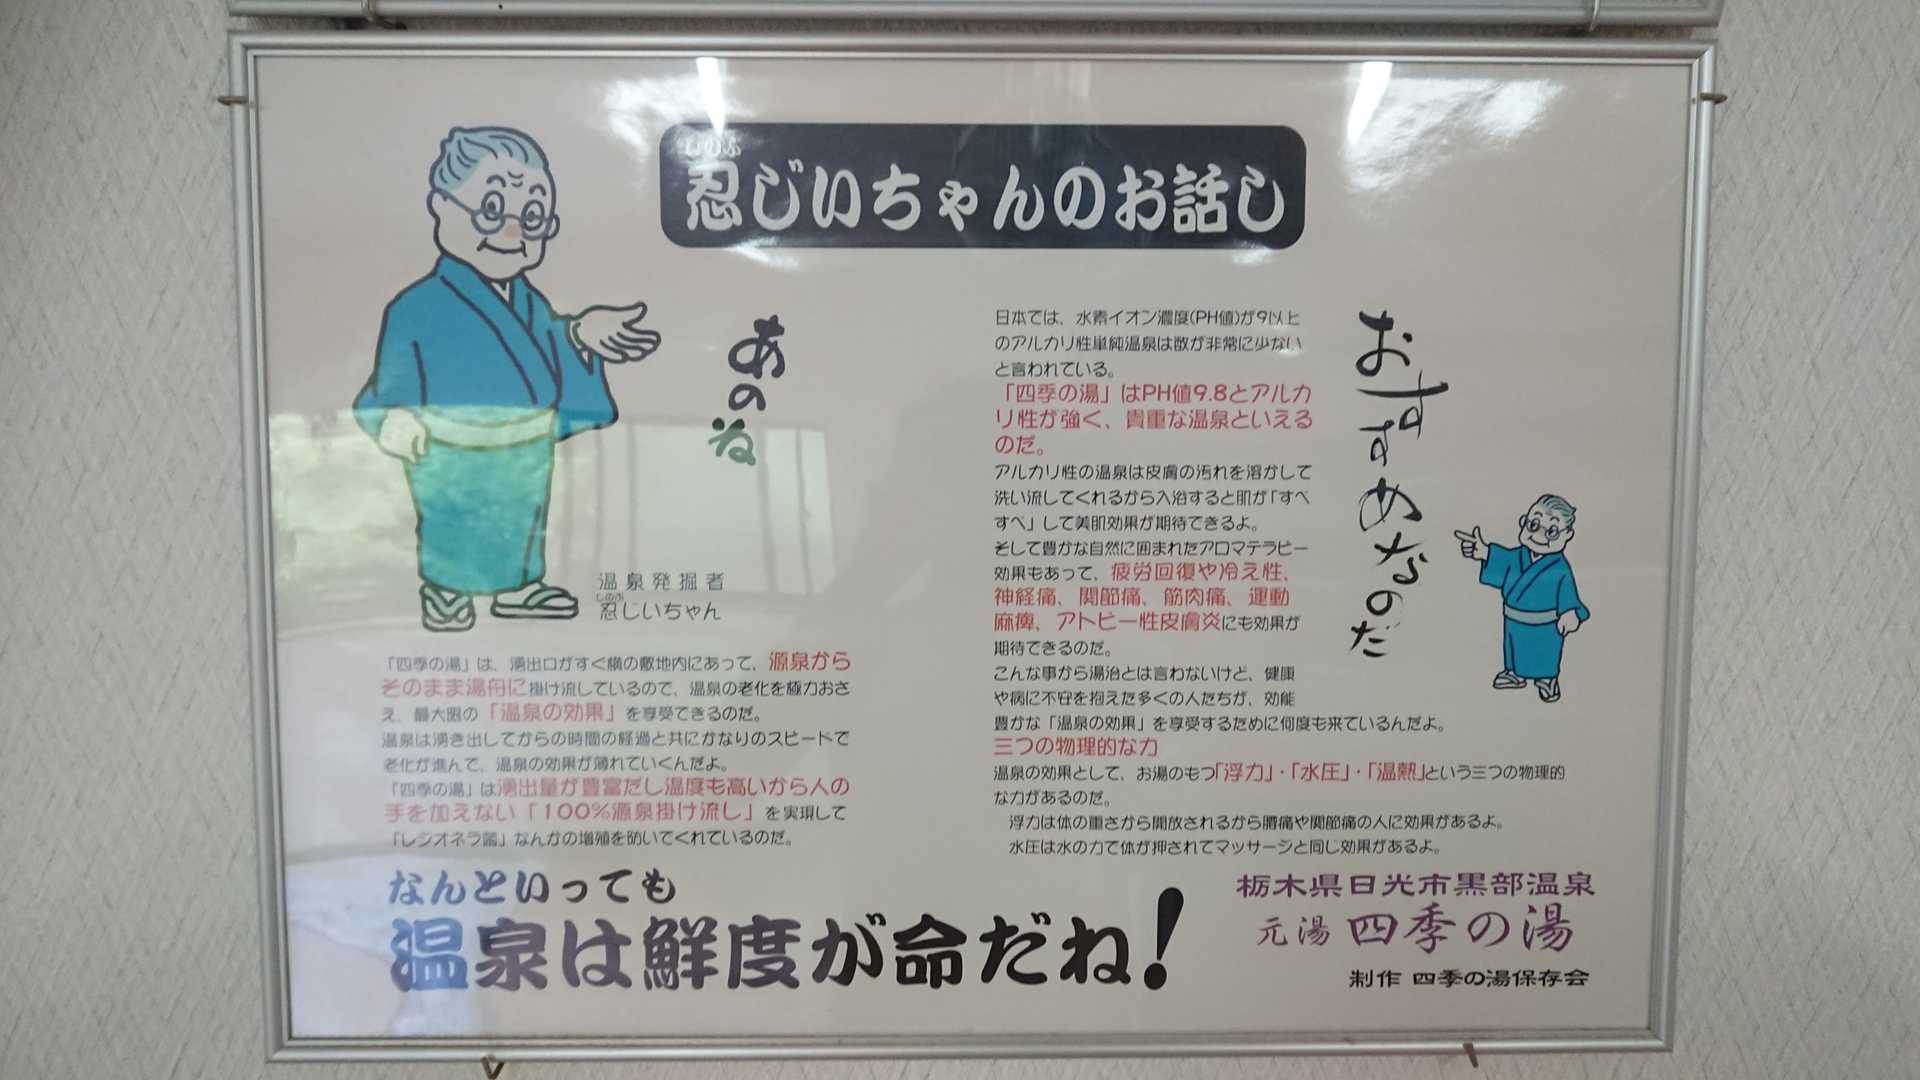 しのぶ
忍じいちゃんのお話し
あのね
温泉発掘者
しのぶ
忍じいちゃん
「四季の湯」は、湧出口がすぐ横の敷地内にあって、源泉から
そのまま湯舟に掛け流しているので、温泉の老化を極力おさ
え、最大限の「温泉の効果」を享受できるのだ。
温泉は湧き出してからの時間の経過と共にかなりのスピードで
老化が進んで、温泉の効果が薄れていくんだよ。
「四季の湯」は湧出量が豊富だし温度も高いから人の
手を加えない「100%源泉掛け流し」を実現して
「レジオネラ菌」なんかの増殖を防いでくれているのだ。
おすすめなのだ
日本では、水素イオン濃度(PH値)が9以上
のアルカリ性単純温泉は数が非常に少ない
と言われている。
「四季の湯」はPH値9.8とアルカ
リ性が強く、貴重な温泉といえる
のだ。
アルカリ性の温泉は皮膚の汚れを溶かして
洗い流してくれるから入浴すると肌が「すべ
すべ」して美肌効果が期待できるよ。
そして豊かな自然に囲まれたアロマテラピー
効果もあって、疲労回復や冷え性、
神経痛、関節痛、筋肉痛、運動
麻痺、アトピー性皮膚炎にも効果が
期待できるのだ。
こんな事から湯治とは言わないけど、健康
や病に不安を抱えた多くの人たちが、効能
豊かな「温泉の効果」を享受するために何度も来ているんだよ。
三つの物理的な力
温泉の効果として、お湯のもつ「浮力」・「水圧」・「温熱」という三つの物理的
な力があるのだ。
浮力は体の重さから開放されるから腰痛や関節痛の人に効果があるよ。
水圧は水の力で体が押されてマッサージと同じ効果があるよ。
なんといっても
温泉は鮮度が命だね!
栃木県日光市黒部温泉
元湯 四季の湯
制作 四季の湯保存会